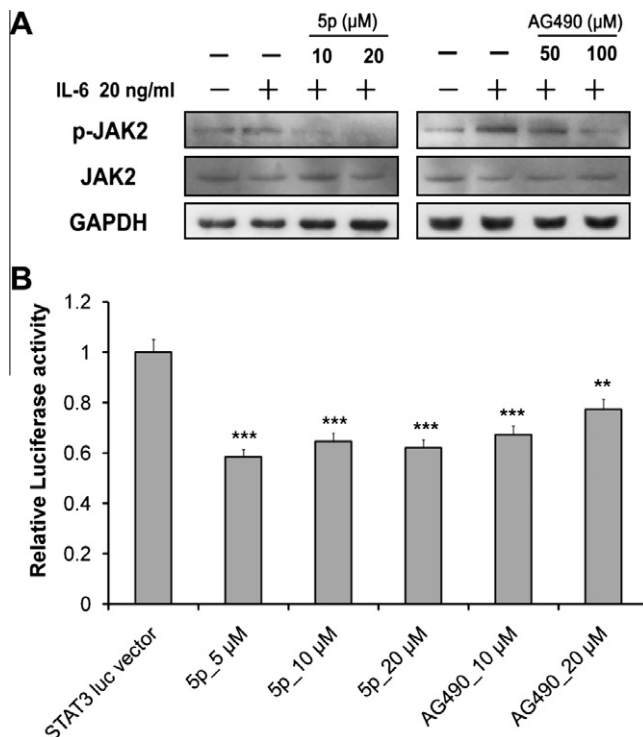 A
5p (μM)
AG490 (μM)
– – 10 20
– – 50 100
IL-6 20 ng/ml – + + +
– + + +
p-JAK2
JAK2
GAPDH
B
Relative Luciferase activity
1.2
1
0.8
0.6
0.4
0.2
0
***
***
***
***
**
STAT3 luc vector
5p_5 μM
5p_10 μM
5p_20 μM
AG490_10 μM
AG490_20 μM